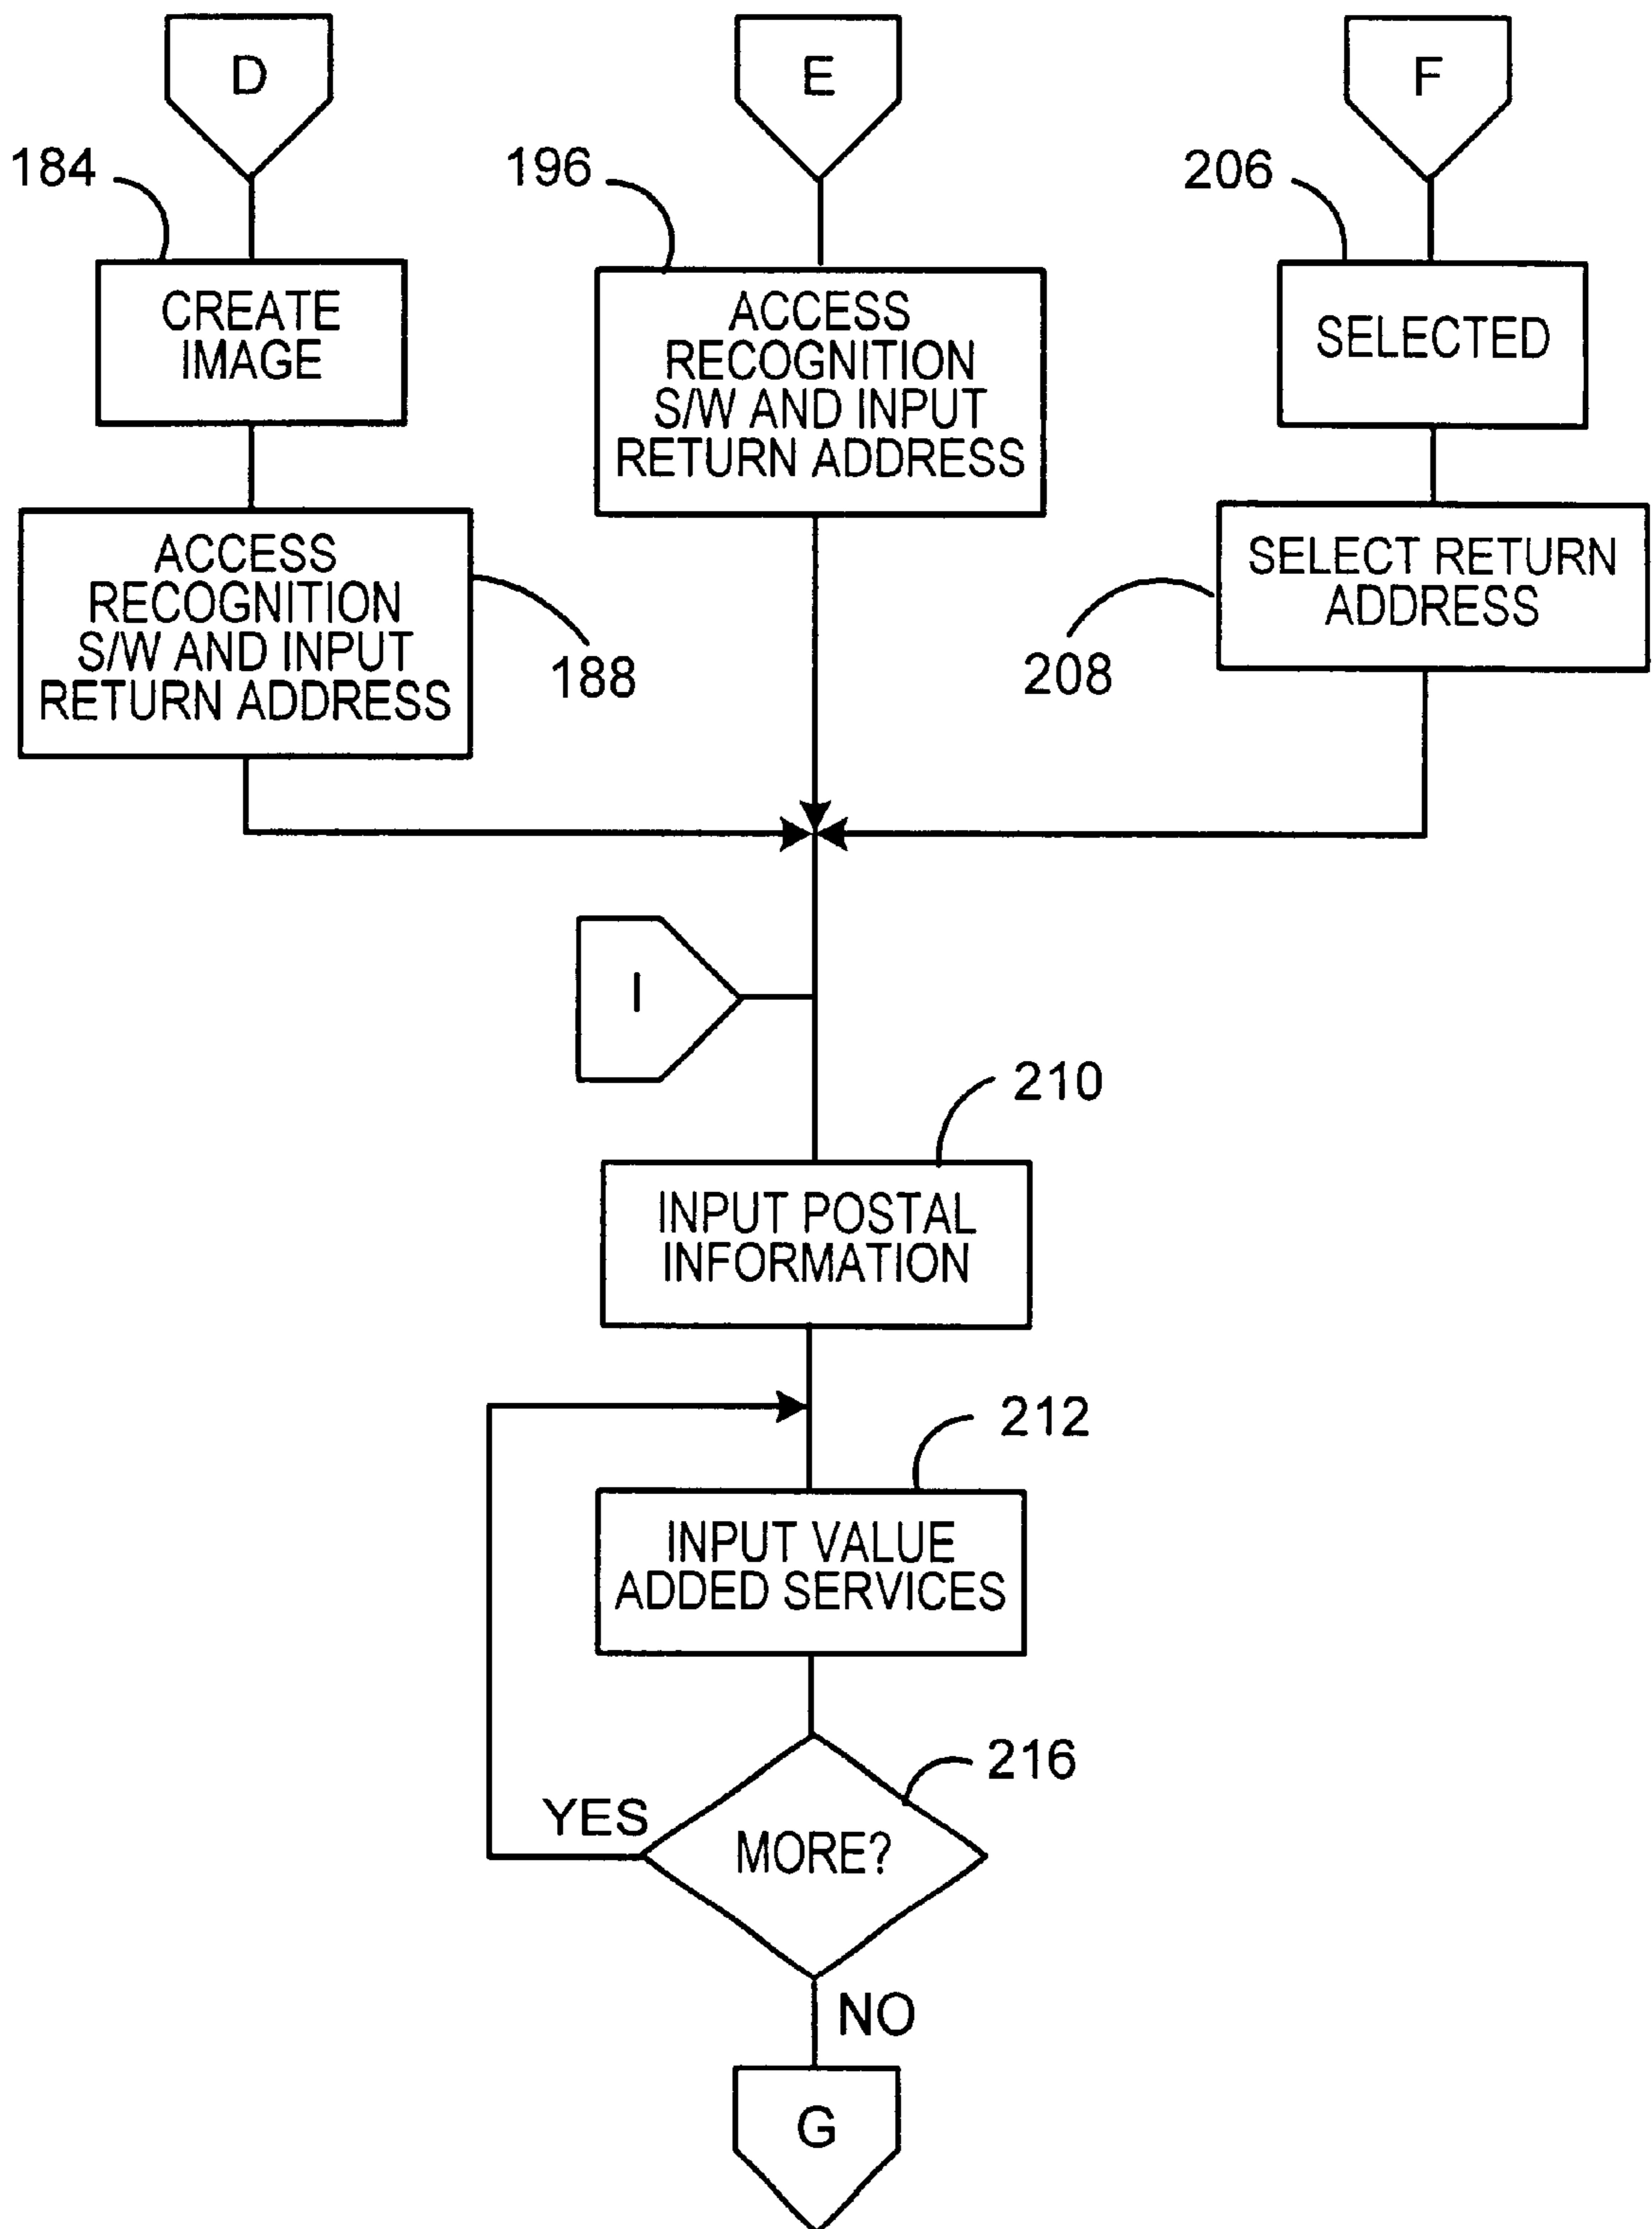 D
E
F
184
196
206
CREATE
IMAGE
ACCESS
RECOGNITION
S/W AND INPUT
RETURN ADDRESS
SELECTED
ACCESS
RECOGNITION
S/W AND INPUT
RETURN ADDRESS
188
SELECT RETURN
ADDRESS
208
I
210
INPUT POSTAL
INFORMATION
212
INPUT VALUE
ADDED SERVICES
216
YES
MORE?
NO
G